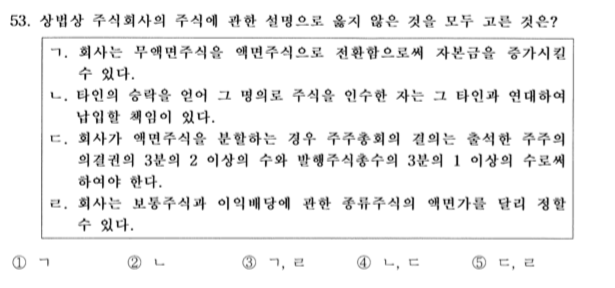 53. 상법상 주식회사의 주식에 관한 설명으로 옳지 않은 것을 모두 고른 것은?
ㄱ. 회사는 무액면주식을 액면주식으로 전환함으로써 자본금을 증가시킬
수 있다.
ㄴ. 타인의 승락을 얻어 그 명의로 주식을 인수한 자는 그 타인과 연대하여
납입할 책임이 있다.
ㄷ. 회사가 액면주식을 분할하는 경우 주주총회의 결의는 출석한 주주의
의결권의 3분의 2 이상의 수와 발행주식총수의 3분의 1 이상의 수로써
하여야 한다.
ㄹ. 회사는 보통주식과 이익배당에 관한 종류주식의 액면가를 달리 정할
수 있다.
① ㄱ ② ㄴ ③ ㄱ, ㄹ ④ ㄴ, ㄷ ⑤ ㄷ, ㄹ